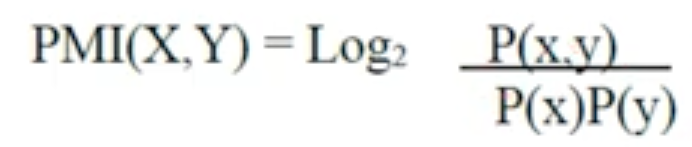 PMI(X,Y) = Log₂ P(x,y)
P(x)P(y)